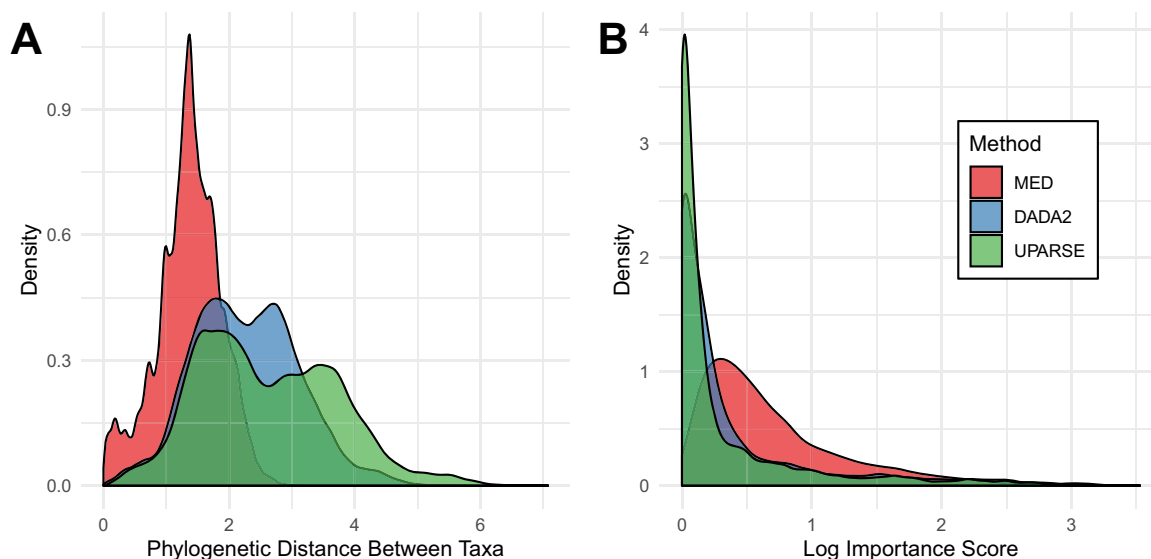 A
Density
0.9
0.6
0.3
0.0
0 2 4 6
Phylogenetic Distance Between Taxa
B
Density
4
3
2
1
0
0 1 2 3
Log Importance Score
Method
MED
DADA2
UPARSE